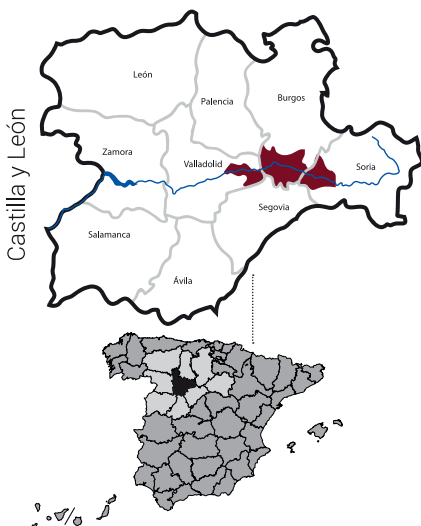 Castilla y León
León
Palencia
Burgos
Zamora
Valladolid
Soria
Segovia
Salamanca
Ávila